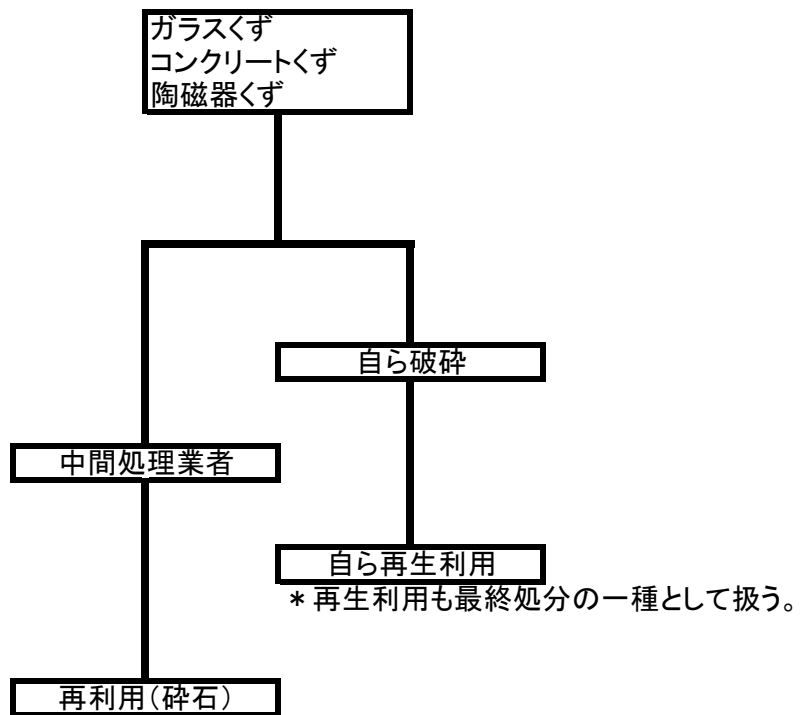 ガラスくず
コンクリートくず
陶磁器くず
自ら破砕
中間処理業者
自ら再生利用
＊再生利用も最終処分の一種として扱う。
再利用（砕石）